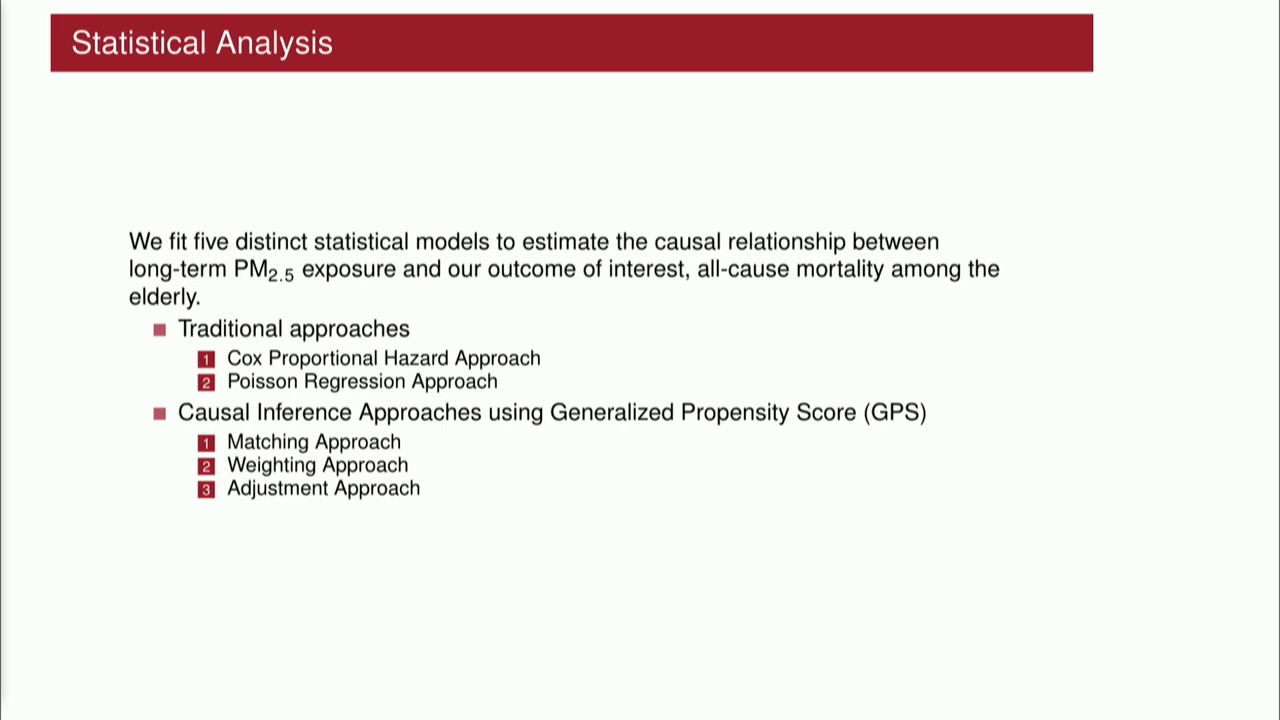 Statistical Analysis
We fit five distinct statistical models to estimate the causal relationship between
long-term PM2.5 exposure and our outcome of interest, all-cause mortality among the
elderly.
Traditional approaches
1 Cox Proportional Hazard Approach
2 Poisson Regression Approach
Causal Inference Approaches using Generalized Propensity Score (GPS)
1 Matching Approach
2 Weighting Approach
3 Adjustment Approach